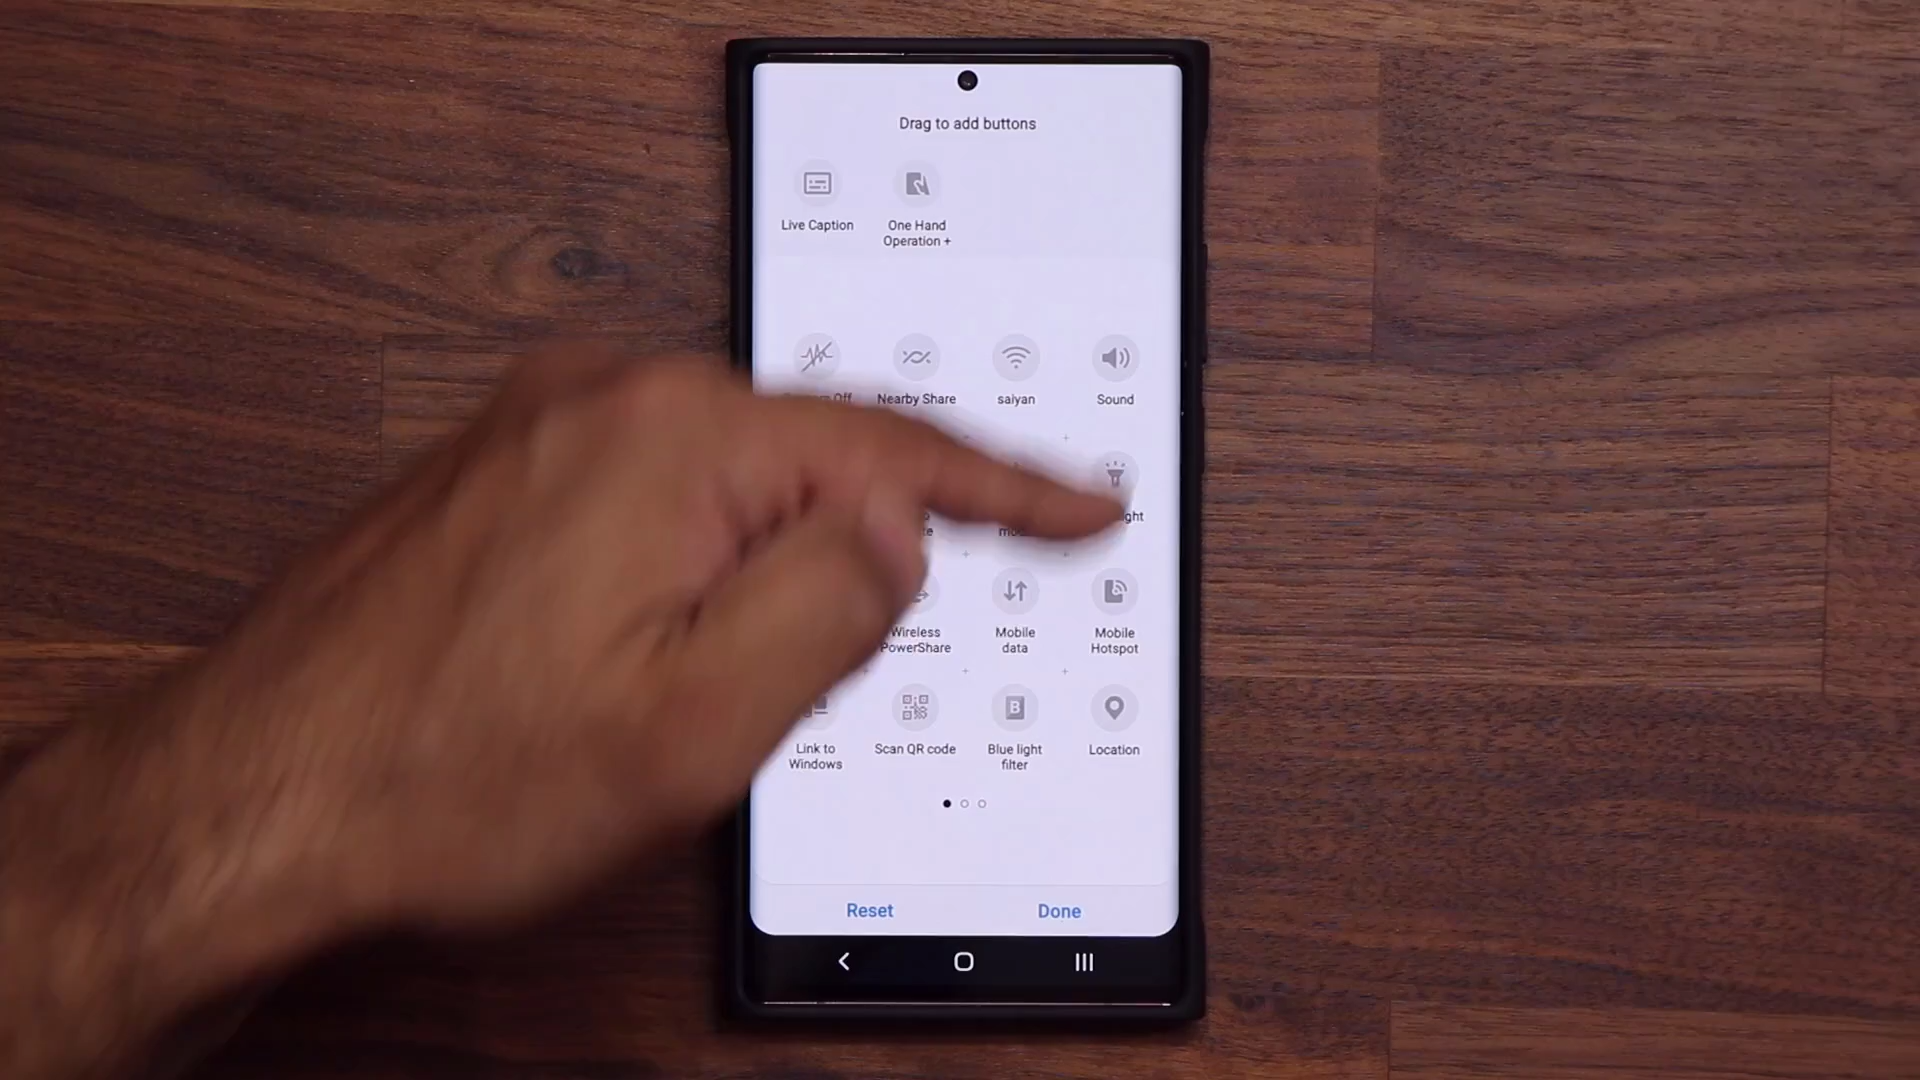 Drag to add buttons
Live Caption
One Hand
Operation +
Off
Nearby Share
saiyan
Sound
Wireless
PowerShare
Mobile
data
Mobile
Hotspot
Link to
Windows
Scan QR code
Blue light
filter
Location
Reset
Done